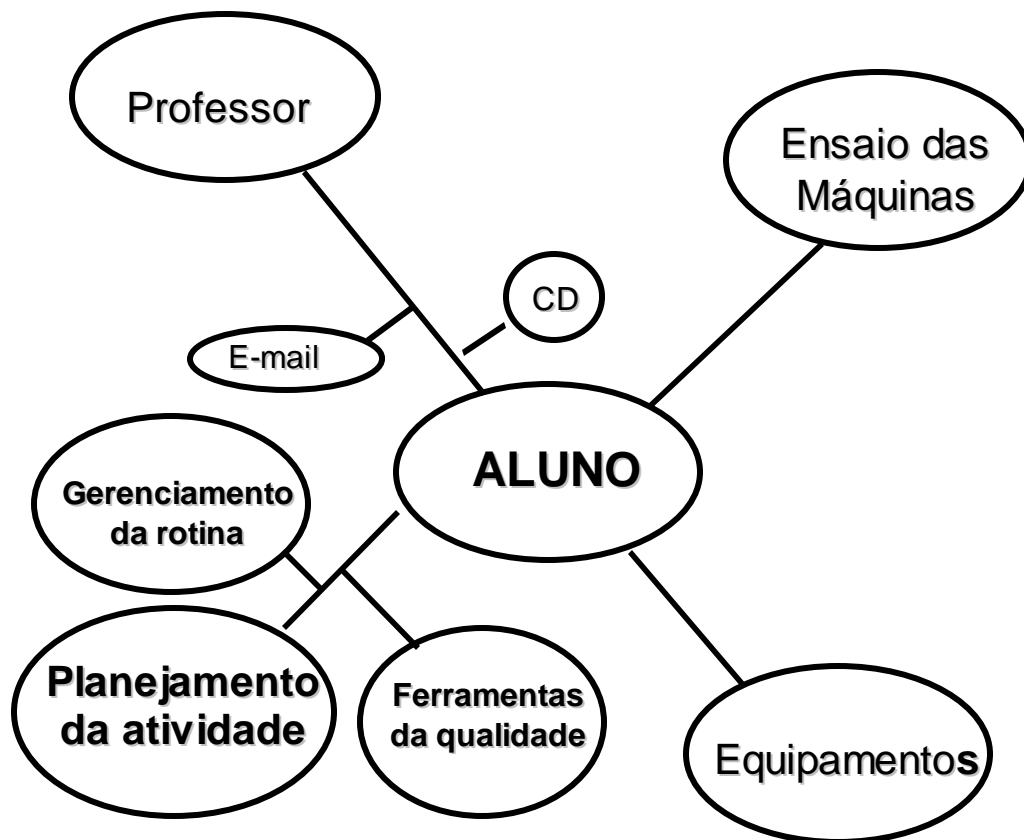 Professor
Ensaio das
Máquinas
CD
E-mail
ALUNO
Gerenciamento
da rotina
Planejamento
da atividade
Ferramentas
da qualidade
Equipamentos